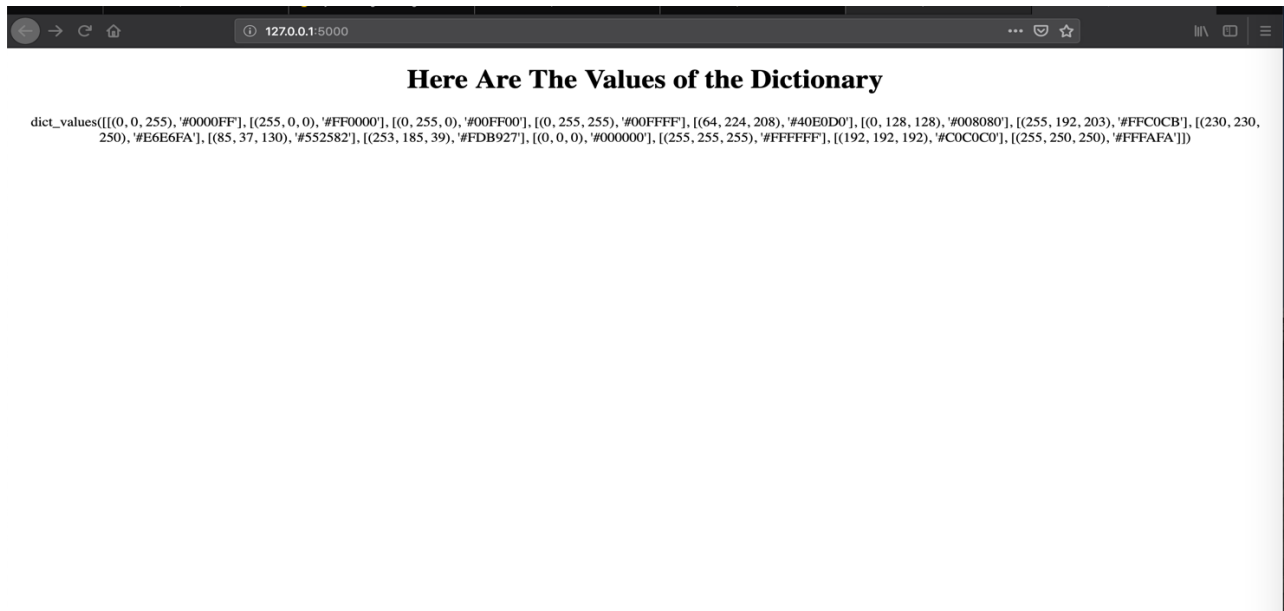 127.0.0.1:5000
Here Are The Values of the Dictionary
dict_values([[(0, 0, 255), '#0000FF'], [(255, 0, 0), '#FF0000'], [(0, 255, 0), '#00FF00'], [(0, 255, 255), '#00FFFF'], [(64, 224, 208), '#40E0D0'], [(0, 128, 128), '#008080'], [(255, 192, 203), '#FFC0CB'], [(230, 230,
250), '#E6E6FA'], [(85, 37, 130), '#552582'], [(253, 185, 39), '#FDB927'], [(0, 0, 0), '#000000'], [(255, 255, 255), '#FFFFFF'], [(192, 192, 192), '#C0C0C0'], [(255, 250, 250), '#FFFAFA']])